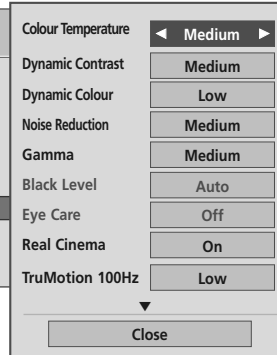 Colour Temperature ◄ Medium ►
Dynamic Contrast Medium
Dynamic Colour Low
Noise Reduction Medium
Gamma Medium
Black Level Auto
Eye Care Off
Real Cinema On
TruMotion 100Hz Low
▼
Close